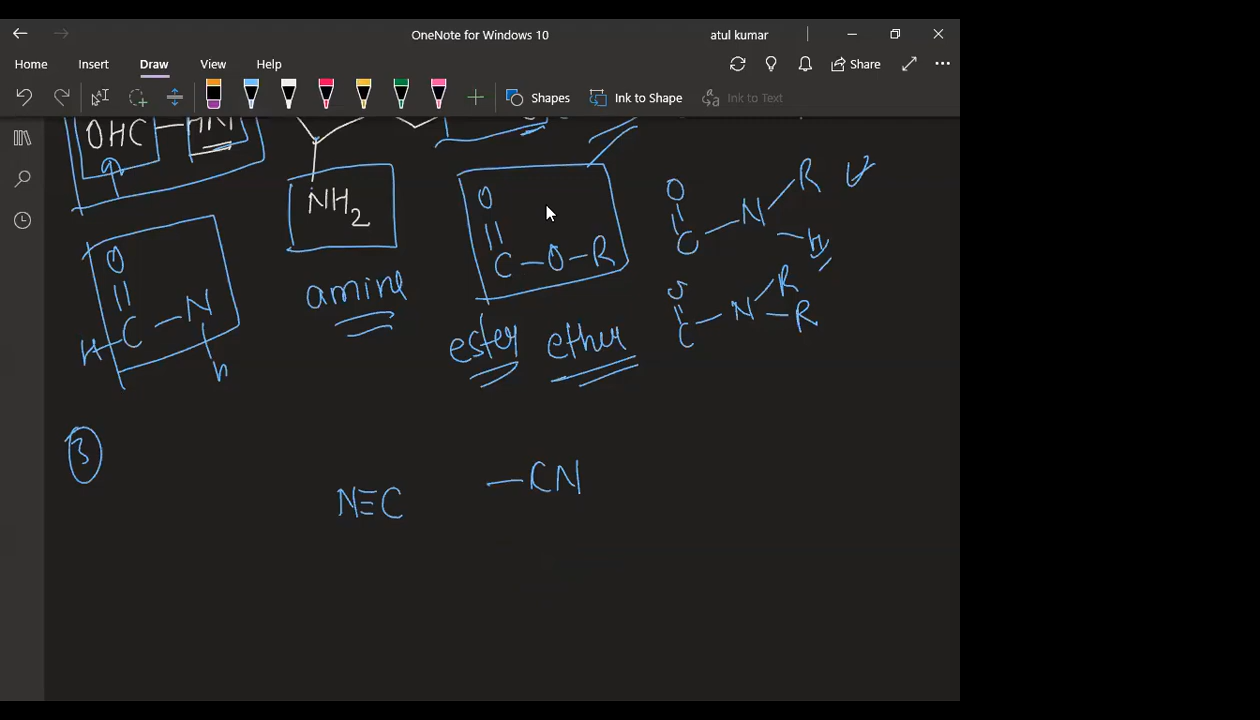 OneNote for Windows 10
atul kumar
Home Insert Draw View Help
Share
Shapes
Ink to Shape
Ink to Text
OHC
NH2
amine
O
C-O-R
ester ether
O
C-N
H
h
O
C-N-R
H
C-N-R
R
3
N≡C
-CN